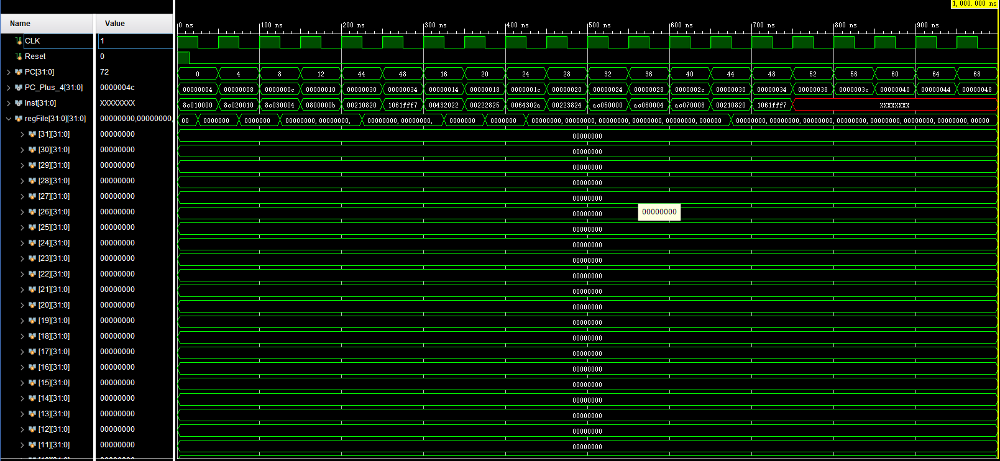 1,000.000 ns
Name Value
0 ns 100 ns 200 ns 300 ns 400 ns 500 ns 600 ns 700 ns 800 ns 900 ns
CLK 1
Reset 0
PC[31:0] 72 0 4 8 12 44 48 16 20 24 28 32 36 40 44 48 52 56 60 64 68
PC_Plus_4[31:0] 0000004c 00000004 00000008 0000000c 00000010 00000030 00000034 00000014 00000018 0000001c 00000020 00000024 00000028 0000002c 00000030 00000034 00000038 0000003c 00000040 00000044 00000048
Inst[31:0] XXXXXXXX 8c010000 8c020010 8c030004 0800000b 00210820 1061fff7 00432022 00222825 0064302a 00223824 ac050000 ac060004 ac070008 00210820 1061fff7 XXXXXXXX
regFile[31:0][31:0] 00000000,00000000, 00 0000000 0000000 00000000,00000000, 00000000,00000000, 0000000 0000000 00000000,00000000,00000000,00000000,00000000,000000 00000000,00000000,00000000,00000000,00000000,00000000,00000000,00000
[31][31:0] 00000000 00000000
[30][31:0] 00000000 00000000
[29][31:0] 00000000 00000000
[28][31:0] 00000000 00000000
[27][31:0] 00000000 00000000
[26][31:0] 00000000 00000000 00000000
[25][31:0] 00000000 00000000
[24][31:0] 00000000 00000000
[23][31:0] 00000000 00000000
[22][31:0] 00000000 00000000
[21][31:0] 00000000 00000000
[20][31:0] 00000000 00000000
[19][31:0] 00000000 00000000
[18][31:0] 00000000 00000000
[17][31:0] 00000000 00000000
[16][31:0] 00000000 00000000
[15][31:0] 00000000 00000000
[14][31:0] 00000000 00000000
[13][31:0] 00000000 00000000
[12][31:0] 00000000 00000000
[11][31:0] 00000000 00000000